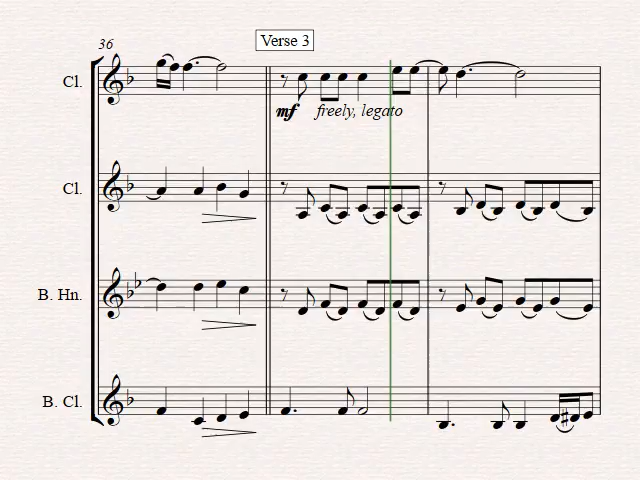 36
Verse 3
Cl.
mf freely, legato
Cl.
B. Hn.
B. Cl.